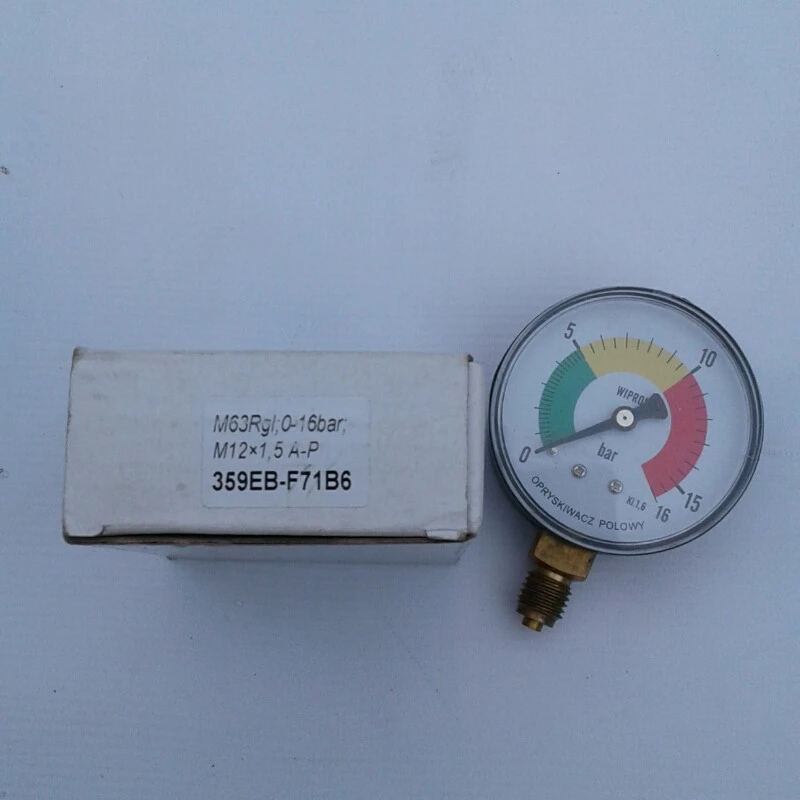 M63Rgl;0-16bar;
M12×1,5 A-P
359EB-F71B6
5
10
0
bar
15
16
Kl.1,6
OPRYSKIWACZ POLOWY